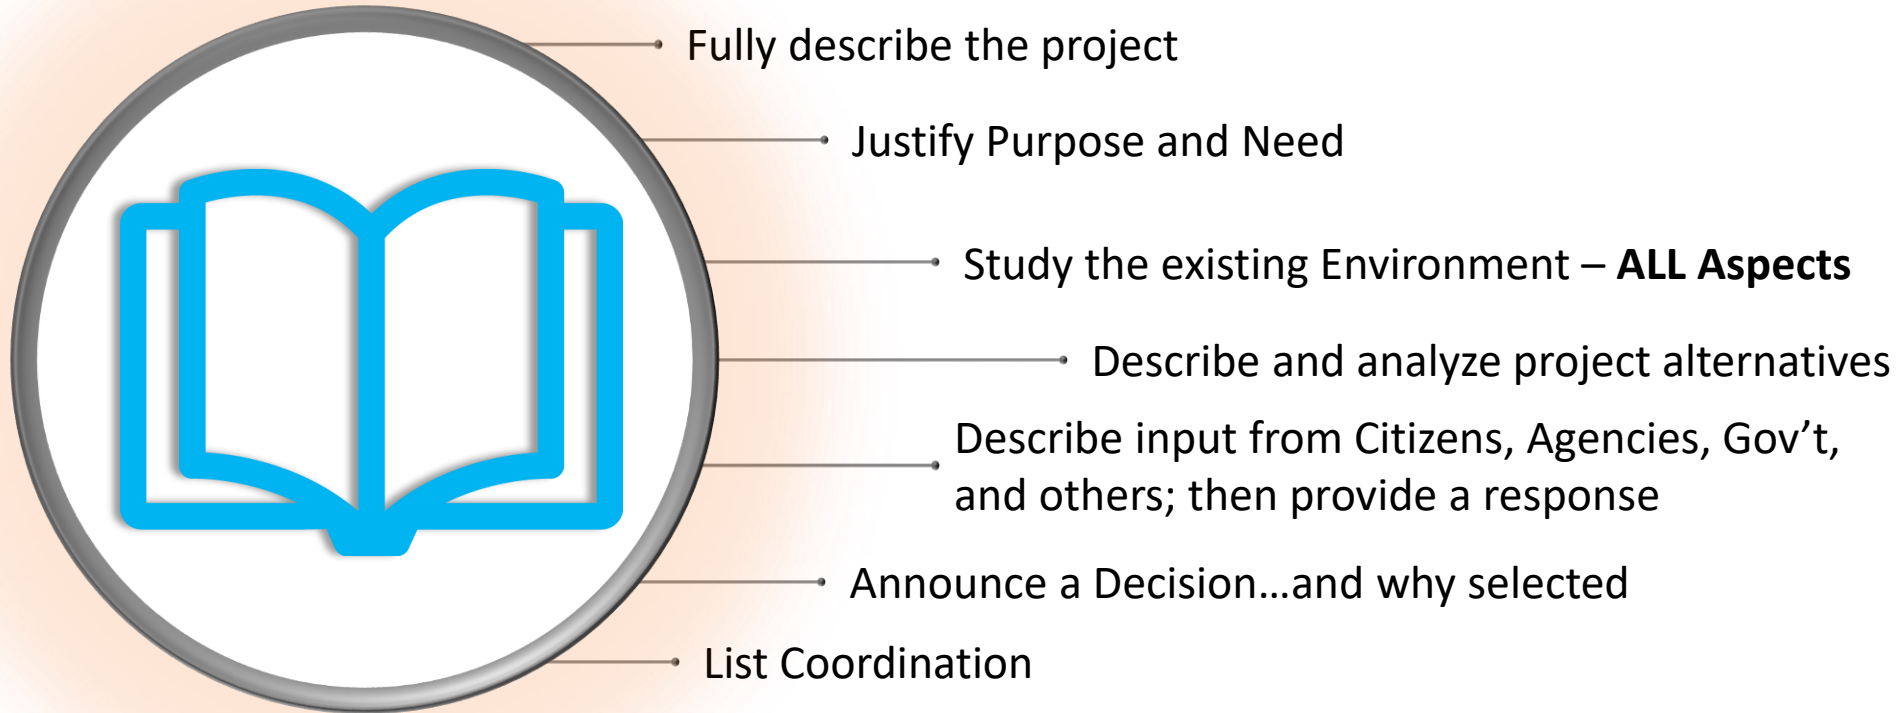 Fully describe the project
Justify Purpose and Need
Study the existing Environment – ALL Aspects
Describe and analyze project alternatives
Describe input from Citizens, Agencies, Gov’t,
and others; then provide a response
Announce a Decision…and why selected
List Coordination